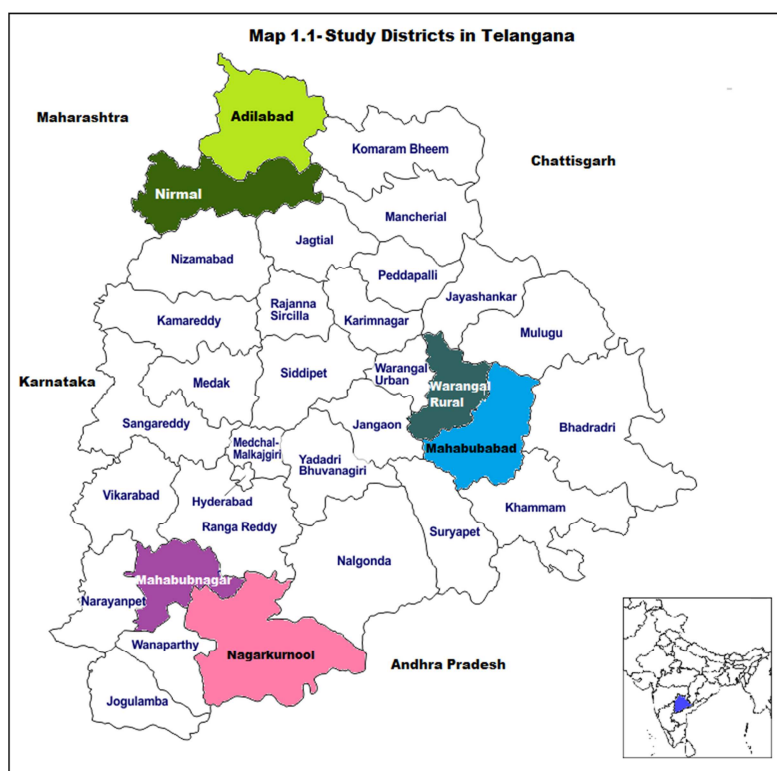 Map 1.1- Study Districts in Telangana
Maharashtra
Adilabad
Komaram Bheem
Chattisgarh
Nirmal
Mancherial
Jagtial
Nizamabad
Peddapalli
Jayashankar
Rajanna
Sircilla
Kamareddy
Karimnagar
Mulugu
Karnataka
Medak
Siddipet
Warangal
Urban
Warangal
Rural
Sangareddy
Jangaon
Bhadradri
Medchal-
Malkajgiri
Yadadri
Bhuvanagiri
Mahabubabad
Vikarabad
Hyderabad
Ranga Reddy
Khammam
Suryapet
Nalgonda
Mahabubnagar
Narayanpet
Wanaparthy
Nagarkurnool
Andhra Pradesh
Jogulamba